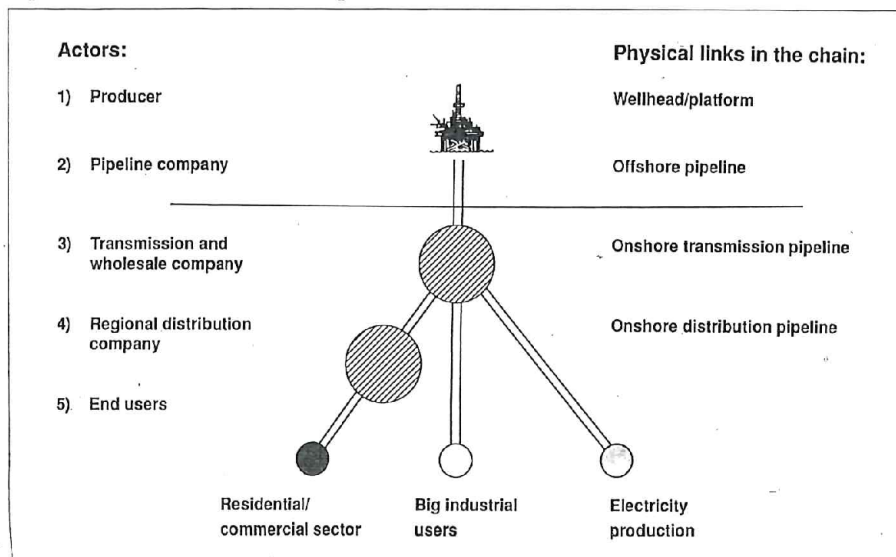 Actors:
Physical links in the chain:
1) Producer
Wellhead/platform
2) Pipeline company
Offshore pipeline
3) Transmission and
wholesale company
Onshore transmission pipeline
4) Regional distribution
company
Onshore distribution pipeline
5) End users
Residential/
commercial sector
Big industrial
users
Electricity
production